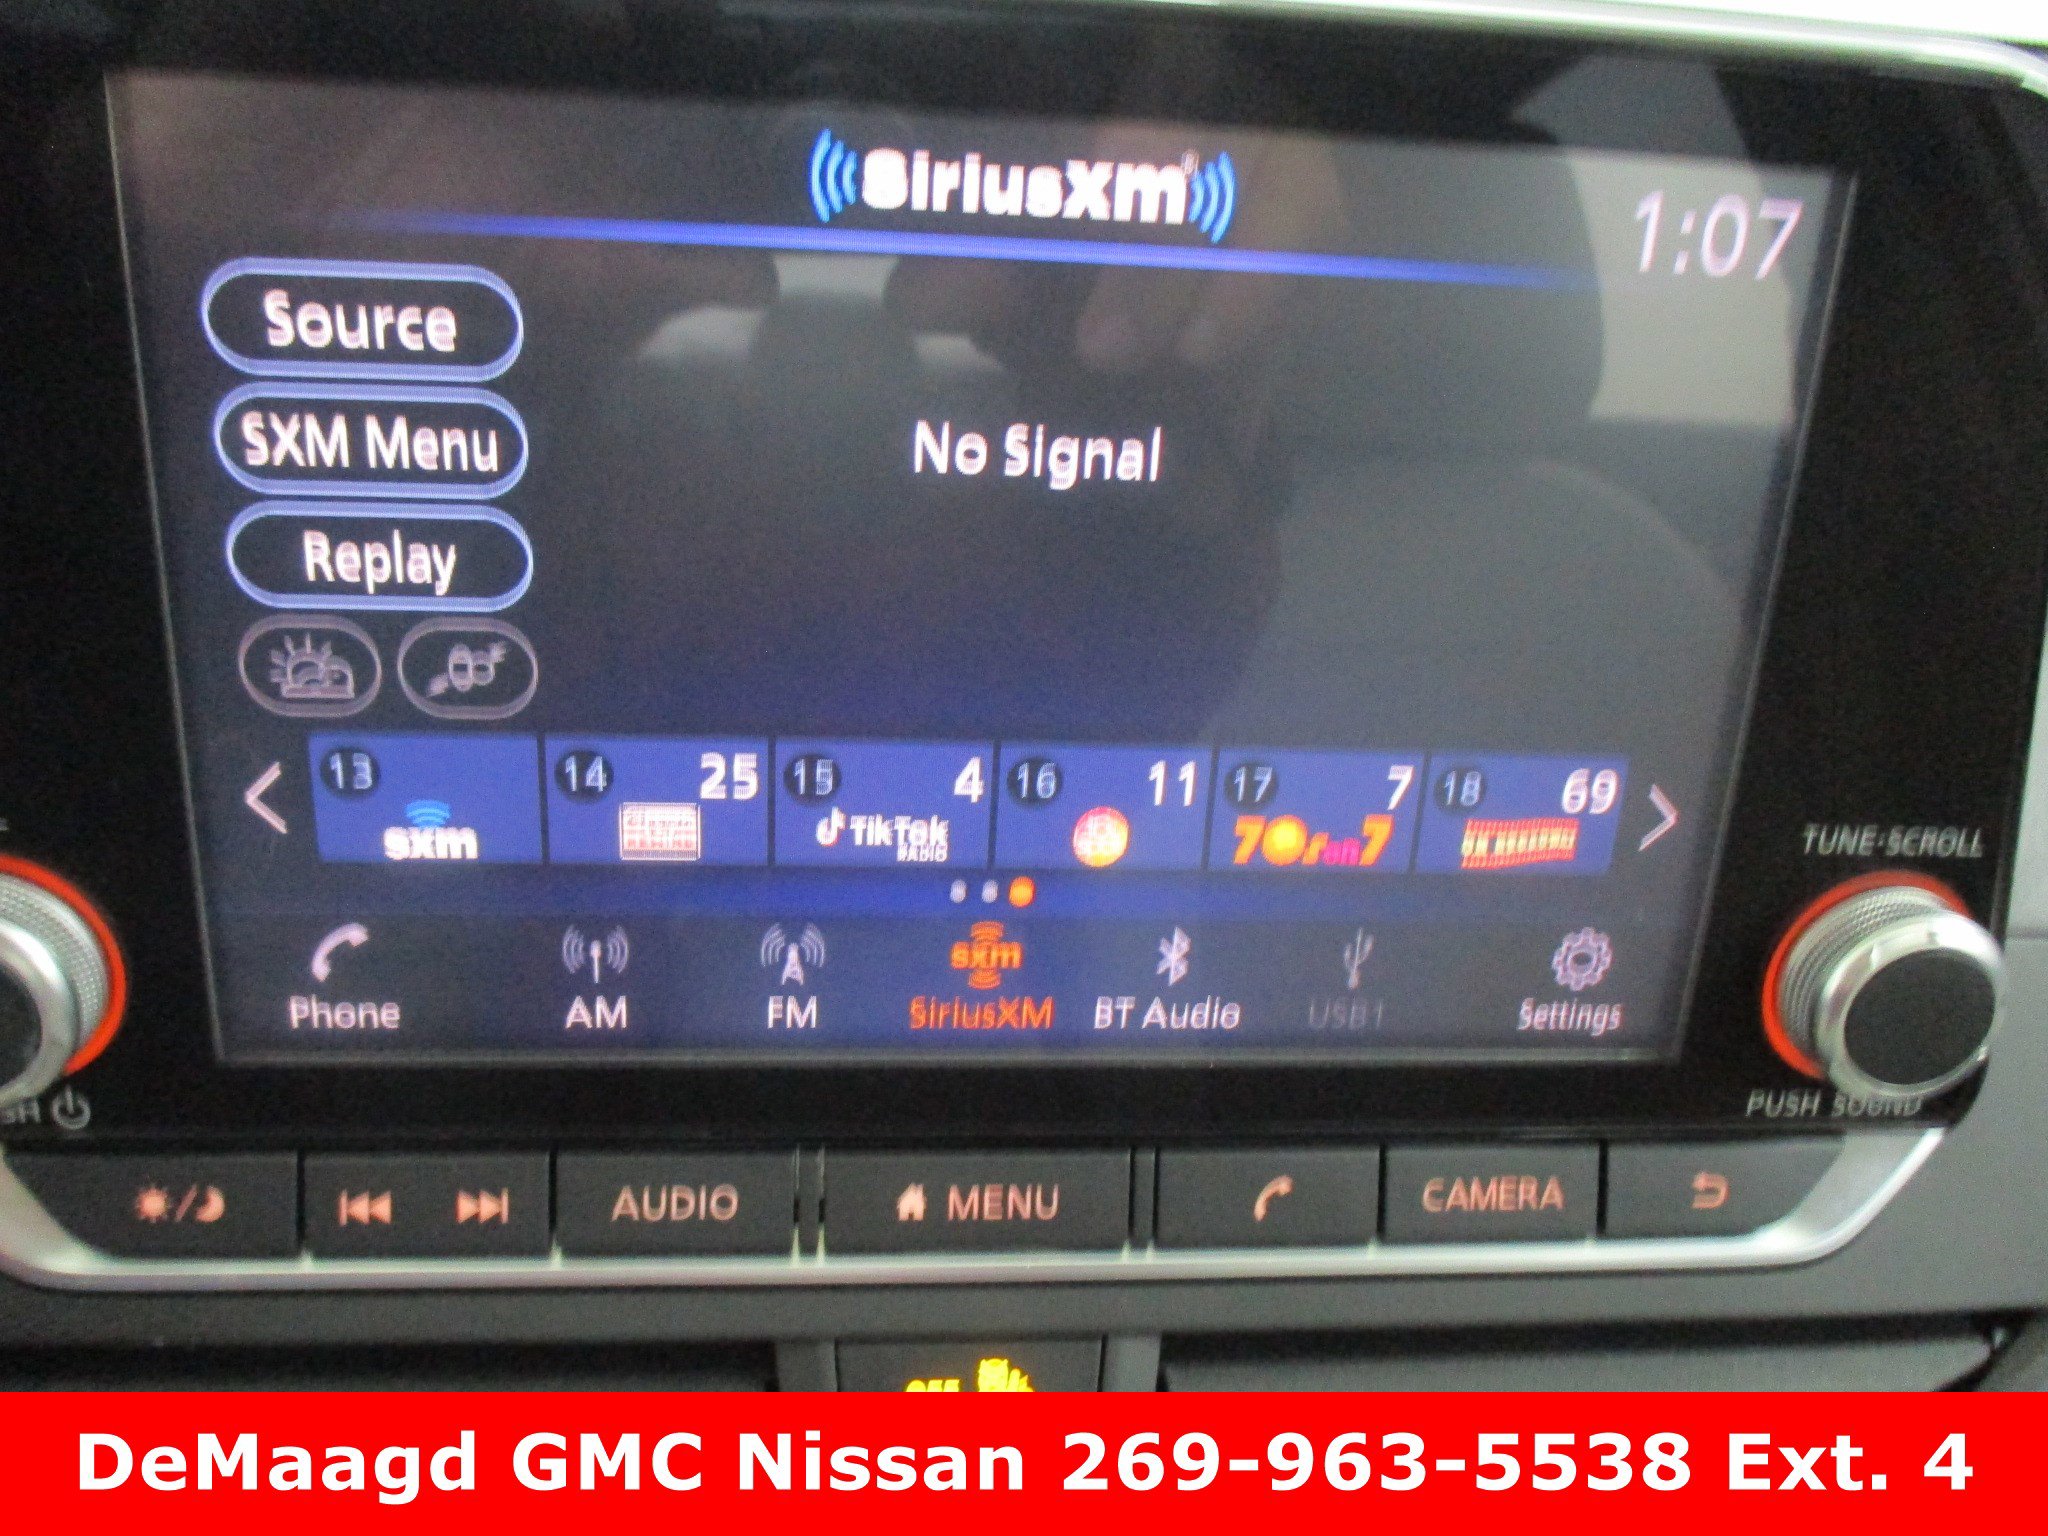 SiriusXM
1:07
Source
SXM Menu
Replay
No Signal
13 14 25 15 4 16 11 17 7 18 69
sxm TikTok RADIO 70s on 7
sxm
Phone AM FM SiriusXM BT Audio USB1 Settings
TUNE·SCROLL
PUSH SOUND
AUDIO MENU CAMERA
OFF
DeMaagd GMC Nissan 269-963-5538 Ext. 4